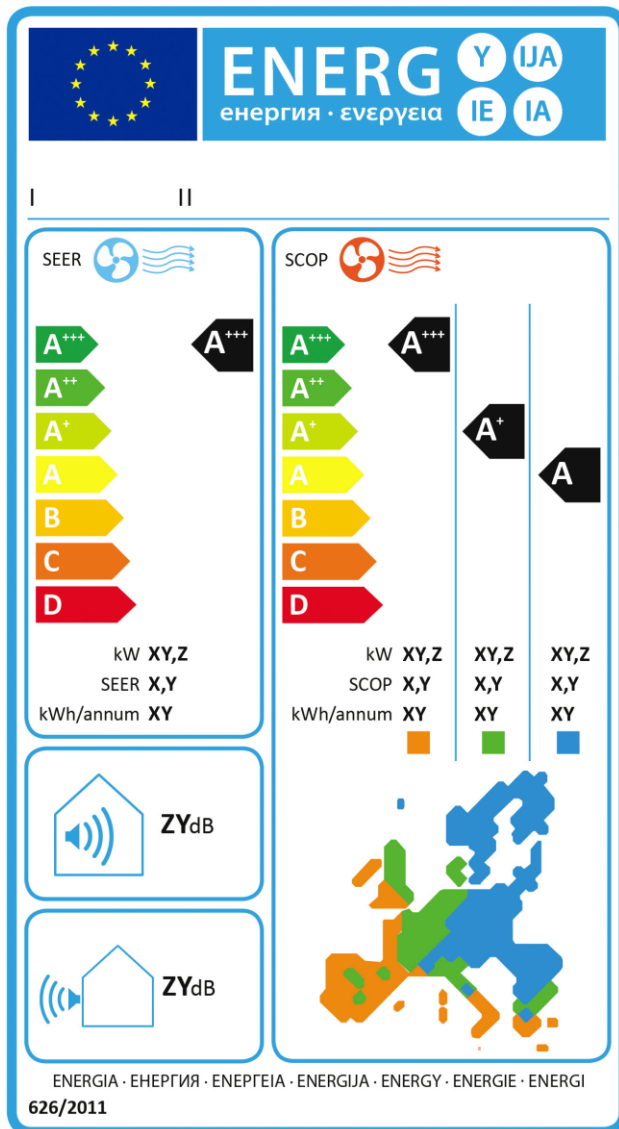 ENERG Y IJA
енергия · ενεργεια IE IA
I II
SEER
A+++ A+++
A++
A+
A
B
C
D
kW XY,Z
SEER X,Y
kWh/annum XY
SCOP
A+++ A+++
A++
A+ A+
A A
B
C
D
kW XY,Z XY,Z XY,Z
SCOP X,Y X,Y X,Y
kWh/annum XY XY XY
ZYdB
ZYdB
ENERGIA · ЕНЕРГИЯ · ΕΝΕΡΓΕΙΑ · ENERGIJA · ENERGY · ENERGIE · ENERGI
626/2011